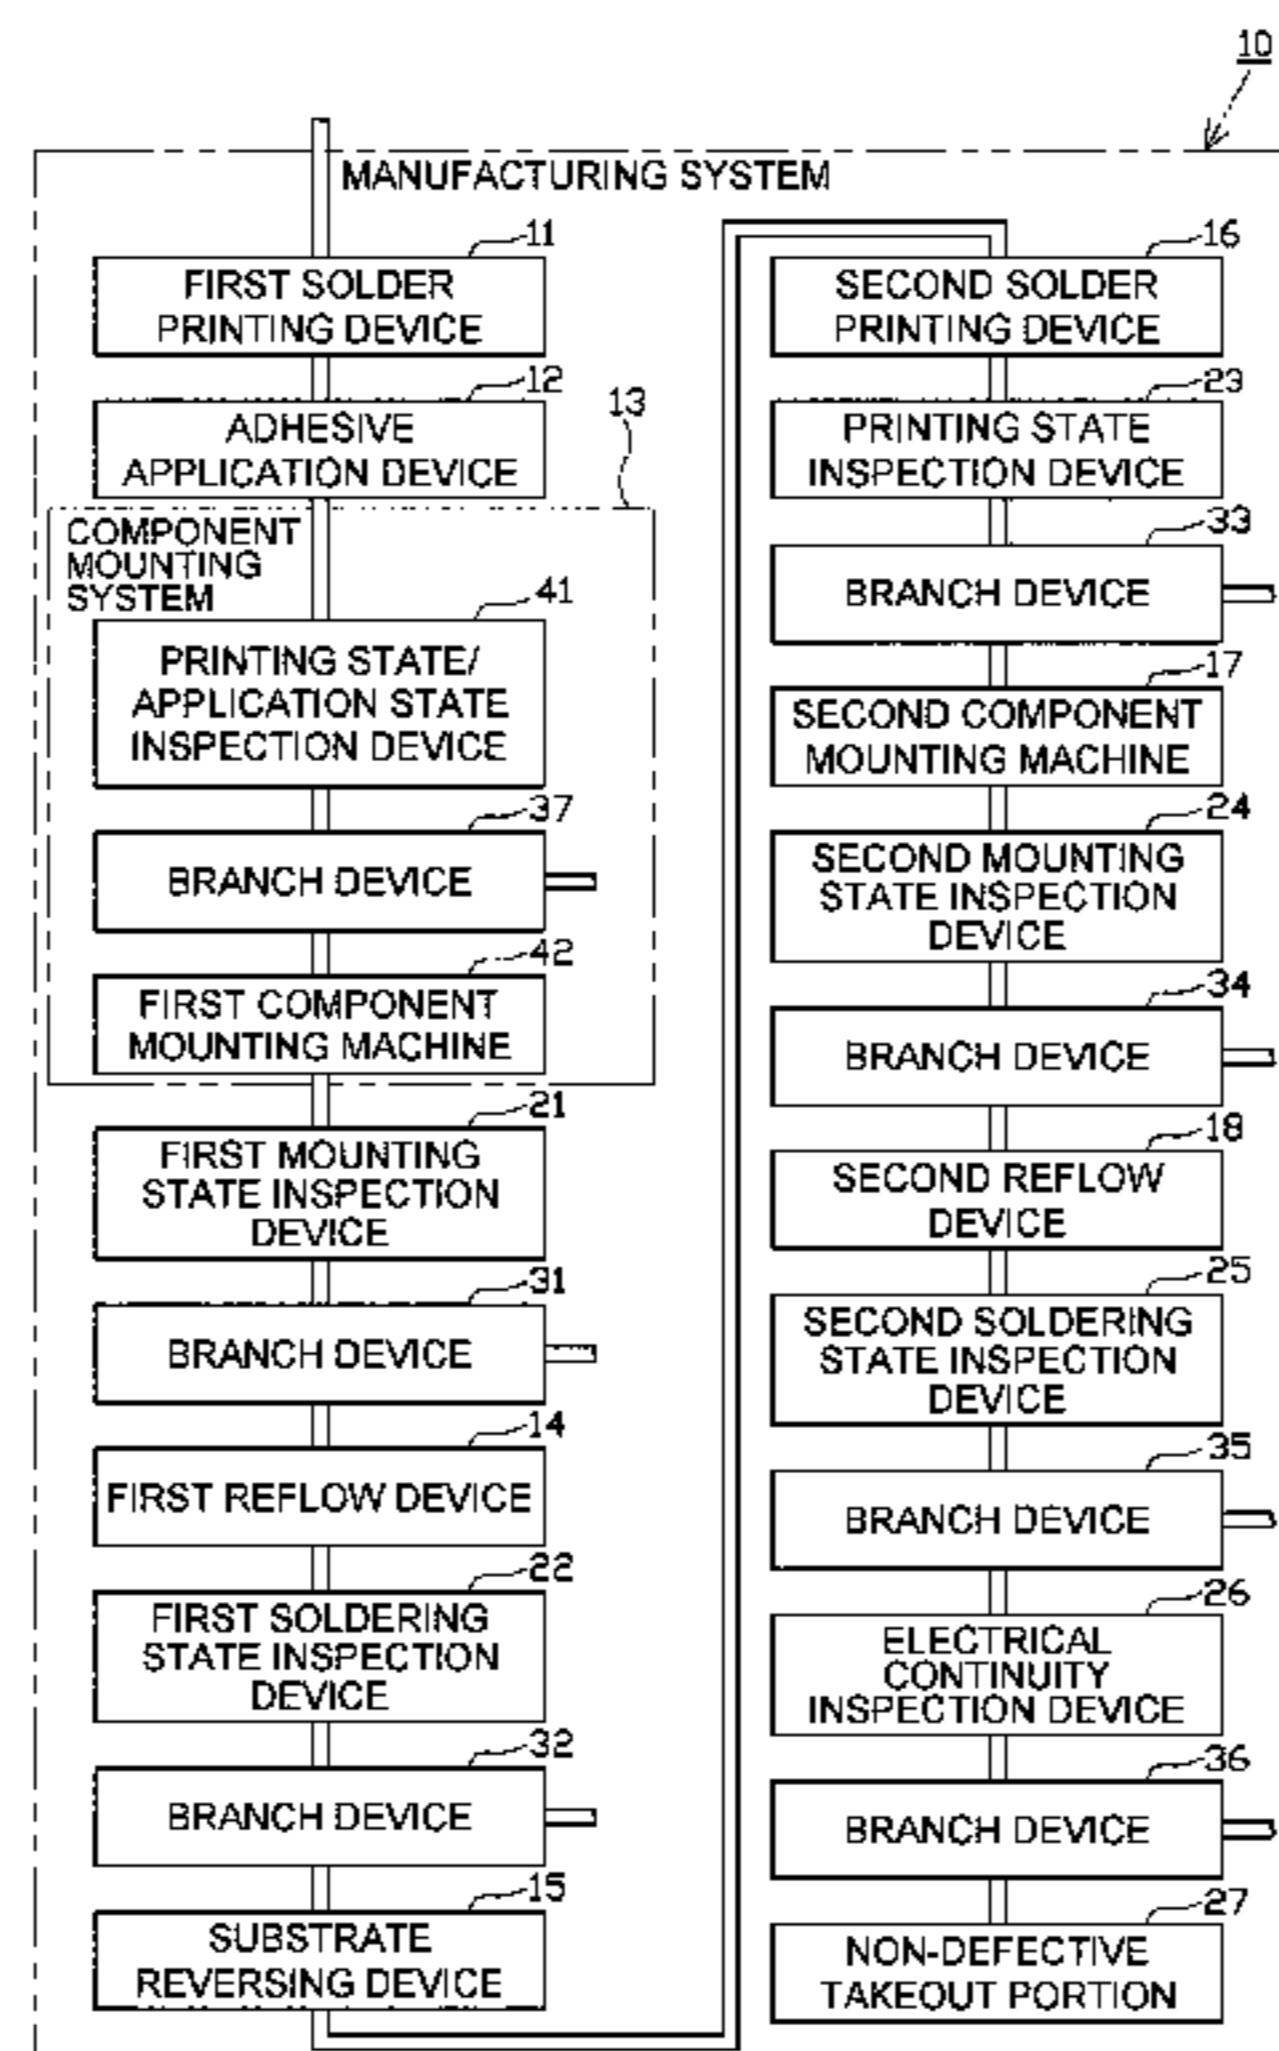 10
MANUFACTURING SYSTEM
11
FIRST SOLDER
PRINTING DEVICE
12
ADHESIVE
APPLICATION DEVICE
13
COMPONENT
MOUNTING
SYSTEM
41
PRINTING STATE/
APPLICATION STATE
INSPECTION DEVICE
37
BRANCH DEVICE
42
FIRST COMPONENT
MOUNTING MACHINE
21
FIRST MOUNTING
STATE INSPECTION
DEVICE
31
BRANCH DEVICE
14
FIRST REFLOW DEVICE
22
FIRST SOLDERING
STATE INSPECTION
DEVICE
32
BRANCH DEVICE
15
SUBSTRATE
REVERSING DEVICE
16
SECOND SOLDER
PRINTING DEVICE
23
PRINTING STATE
INSPECTION DEVICE
33
BRANCH DEVICE
17
SECOND COMPONENT
MOUNTING MACHINE
24
SECOND MOUNTING
STATE INSPECTION
DEVICE
34
BRANCH DEVICE
18
SECOND REFLOW
DEVICE
25
SECOND SOLDERING
STATE INSPECTION
DEVICE
35
BRANCH DEVICE
26
ELECTRICAL
CONTINUITY
INSPECTION DEVICE
36
BRANCH DEVICE
27
NON-DEFECTIVE
TAKEOUT PORTION